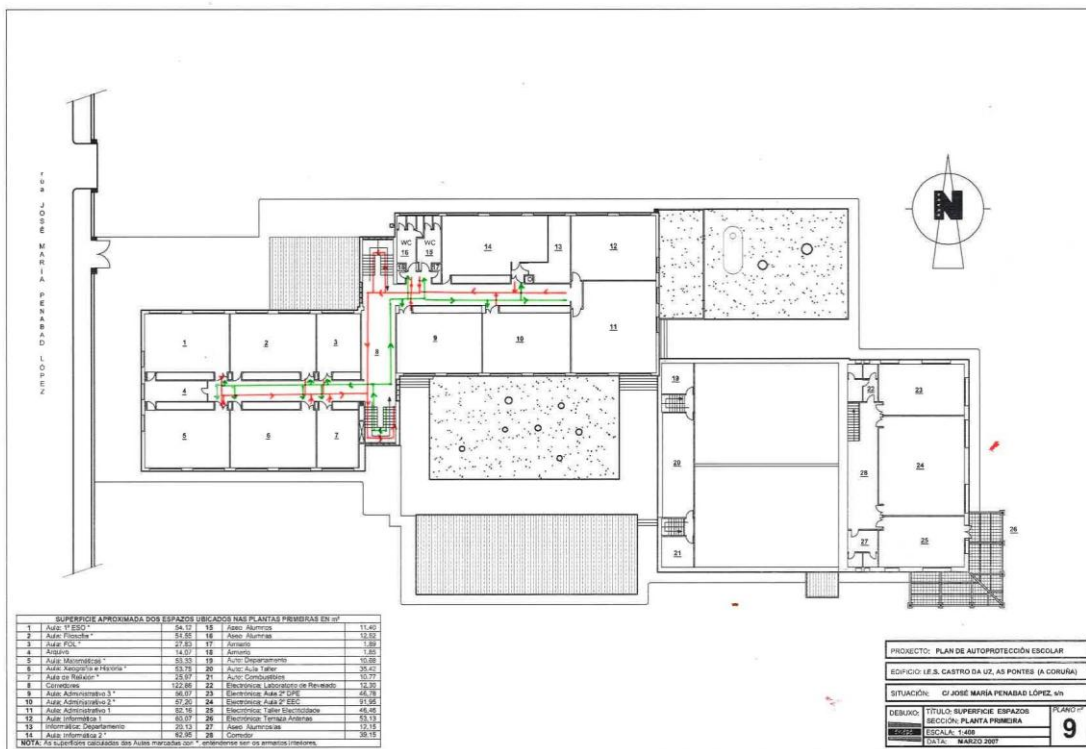 rúa JOSÉ MARÍA PENABAD LÓPEZ
N
WC
16
WC
15
14
13
12
1
2
3
8
9
10
11
4
5
6
7
19
20
21
22
23
24
25
26
27
28
SUPERFICIE APROXIMADA DOS ESPAZOS UBICADOS NAS PLANTAS PRIMEIRAS EN m²
1 Aula: 1º ESO * 54,12 15 Aseo Alumnos 11,40
2 Aula: Filosofía * 54,55 16 Aseo Alumnas 12,52
3 Aula: FOL * 27,83 17 Armario 1,89
4 Arquivo 14,07 18 Armario 1,85
5 Aula: Matemáticas * 53,33 19 Auto: Departamento 10,88
6 Aula: Xeografía e Historia * 53,75 20 Auto: Aula Taller 35,42
7 Aula de Relixión * 25,97 21 Auto: Combustibles 10,77
8 Corredores 122,86 22 Electrónica: Laboratorio de Revelado 12,30
9 Aula: Administrativo 3 * 56,07 23 Electrónica: Aula 2º DPE 46,78
10 Aula: Administrativo 2 * 57,20 24 Electrónica: Aula 2º EEC 91,95
11 Aula: Administrativo 1 82,16 25 Electrónica: Taller Electricidade 46,46
12 Aula: Informática 1 60,07 26 Electrónica: Terraza Antenas 53,13
13 Informática: Departamento 20,13 27 Aseo Alumnos/as 12,15
14 Aula: Informática 2 * 62,95 28 Corredor 39,15
NOTA: As superficies calculadas das Aulas marcadas con *, enténdense sen os armarios interiores.
PROXECTO: PLAN DE AUTOPROTECCIÓN ESCOLAR
EDIFICIO: I.E.S. CASTRO DA UZ, AS PONTES (A CORUÑA)
SITUACIÓN: C/ JOSÉ MARÍA PENABAD LÓPEZ, s/n
DEBUXO: TÍTULO: SUPERFICIE ESPAZOS
SECCIÓN: PLANTA PRIMEIRA
ESCALA: 1:400
DATA: MARZO 2007
PLANO nº
9